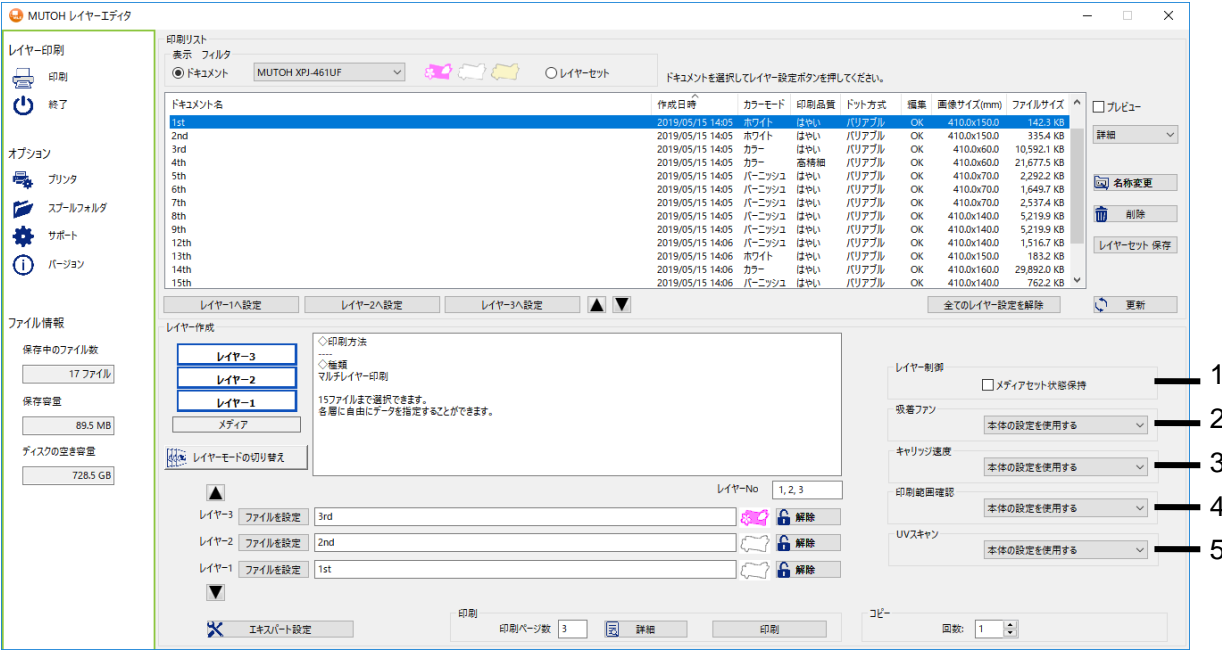 MUTOH レイヤーエディタ
レイヤー印刷
印刷
終了
オプション
プリンタ
スプールフォルダ
サポート
バージョン
ファイル情報
保存中のファイル数
17 ファイル
保存容量
89.5 MB
ディスクの空き容量
728.5 GB
印刷リスト
表示 フィルタ
ドキュメント MUTOH XPJ-461UF レイヤーセット ドキュメントを選択してレイヤー設定ボタンを押してください。
ドキュメント名 作成日時 カラーモード 印刷品質 ドット方式 編集 画像サイズ(mm) ファイルサイズ
1st 2019/05/15 14:05 ホワイト はやい バリアブル OK 410.0x150.0 142.3 KB
2nd 2019/05/15 14:05 ホワイト はやい バリアブル OK 410.0x150.0 335.4 KB
3rd 2019/05/15 14:05 カラー はやい バリアブル OK 410.0x60.0 10,592.1 KB
4th 2019/05/15 14:05 カラー 高精細 バリアブル OK 410.0x60.0 21,677.5 KB
5th 2019/05/15 14:05 バーニッシュ はやい バリアブル OK 410.0x70.0 2,292.2 KB
6th 2019/05/15 14:05 バーニッシュ はやい バリアブル OK 410.0x70.0 1,649.7 KB
7th 2019/05/15 14:05 バーニッシュ はやい バリアブル OK 410.0x70.0 2,537.4 KB
8th 2019/05/15 14:05 バーニッシュ はやい バリアブル OK 410.0x140.0 5,219.9 KB
9th 2019/05/15 14:05 バーニッシュ はやい バリアブル OK 410.0x140.0 5,219.9 KB
12th 2019/05/15 14:06 バーニッシュ はやい バリアブル OK 410.0x140.0 1,516.7 KB
13th 2019/05/15 14:06 ホワイト はやい バリアブル OK 410.0x150.0 183.2 KB
14th 2019/05/15 14:06 カラー はやい バリアブル OK 410.0x160.0 29,892.0 KB
15th 2019/05/15 14:06 バーニッシュ はやい バリアブル OK 410.0x140.0 762.2 KB
プレビュー
詳細
名称変更
削除
レイヤーセット 保存
レイヤー1へ設定 レイヤー2へ設定 レイヤー3へ設定 ▲ ▼ 全てのレイヤー設定を解除 更新
レイヤー作成
レイヤー3
レイヤー2
レイヤー1
メディア
レイヤーモードの切り替え
◇印刷方法
----
◇種類
マルチレイヤー印刷
15ファイルまで選択できます。
各層に自由にデータを指定することができます。
レイヤーNo 1, 2, 3
▲
レイヤー3 ファイルを設定 3rd 解除
レイヤー2 ファイルを設定 2nd 解除
レイヤー1 ファイルを設定 1st 解除
▼
レイヤー制御
メディアセット状態保持 1
吸着ファン
本体の設定を使用する 2
キャリッジ速度
本体の設定を使用する 3
印刷範囲確認
本体の設定を使用する 4
UVスキャン
本体の設定を使用する 5
エキスパート設定
印刷
印刷ページ数 3 詳細 印刷
コピー
回数: 1